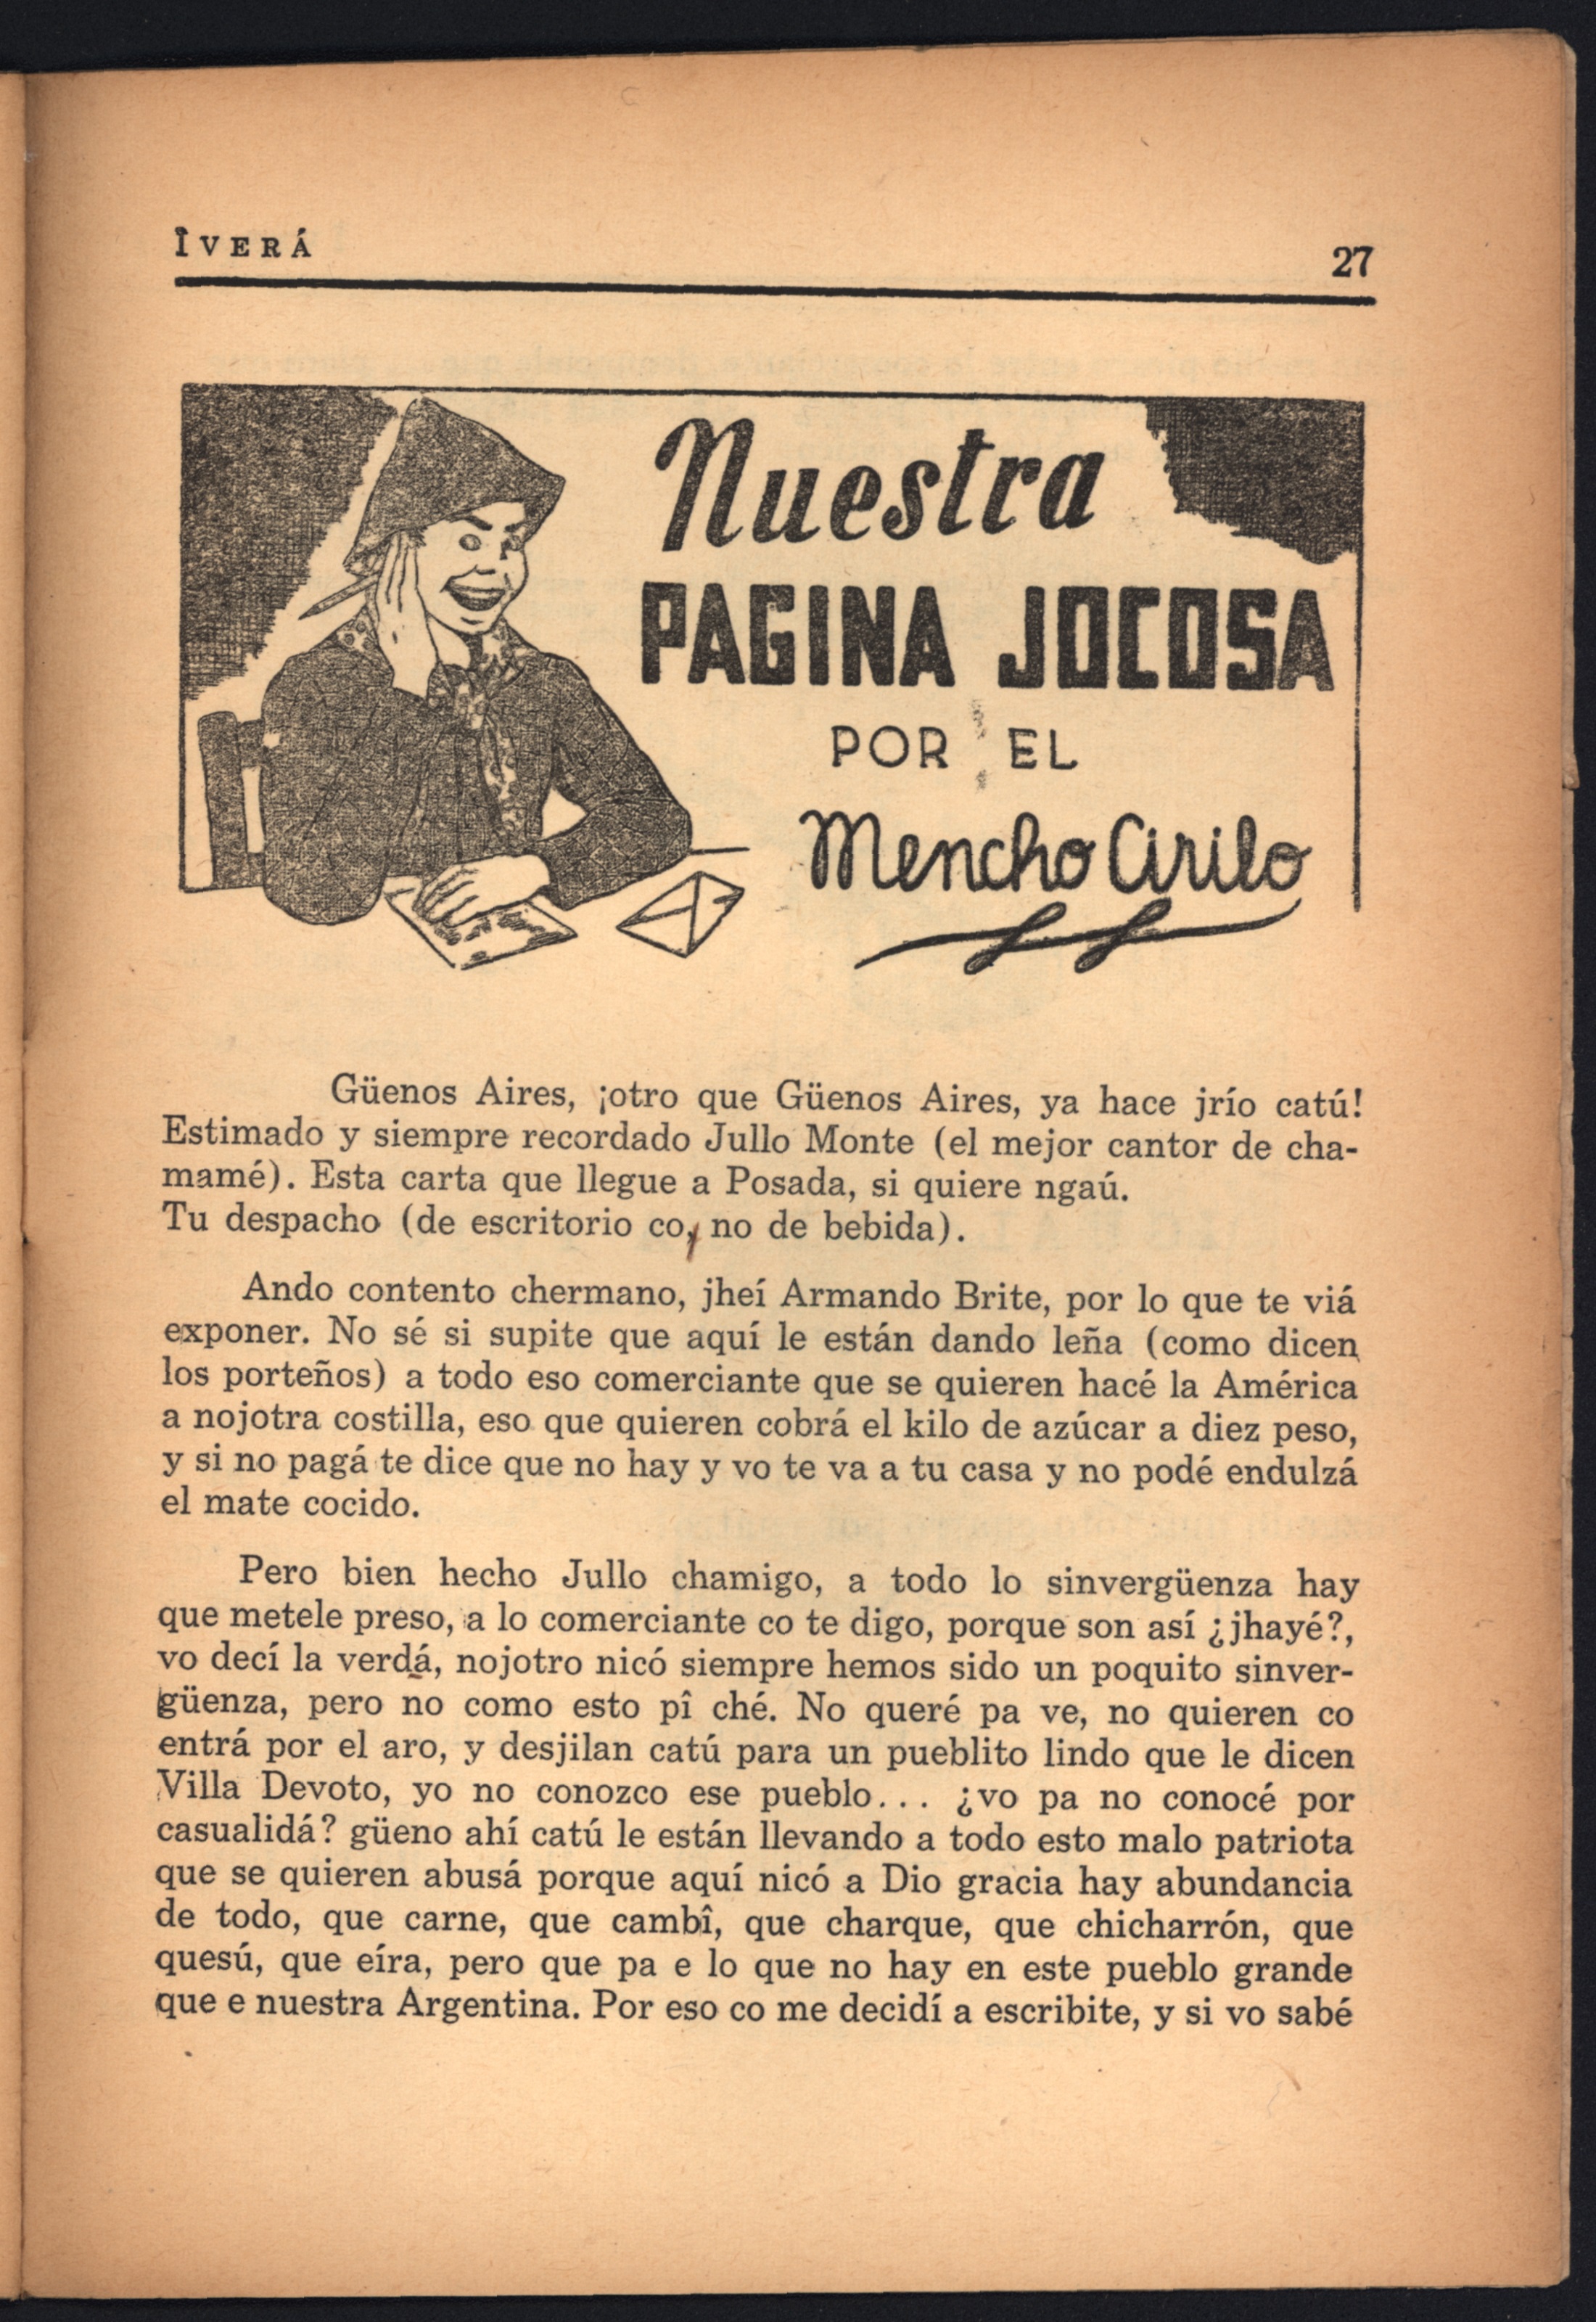 ÎVERÁ
27
Nuestra
PAGINA JOCOSA
POR EL
Mencho Cirilo
Güenos Aires, ¡otro que Güenos Aires, ya hace jrío catú!
Estimado y siempre recordado Jullo Monte (el mejor cantor de cha-
mamé). Esta carta que llegue a Posada, si quiere ngaú.
Tu despacho (de escritorio co, no de bebida).
Ando contento chermano, jheí Armando Brite, por lo que te viá
exponer. No sé si supite que aquí le están dando leña (como dicen
los porteños) a todo eso comerciante que se quieren hacé la América
a nojotra costilla, eso que quieren cobrá el kilo de azúcar a diez peso,
y si no pagá te dice que no hay y vo te va a tu casa y no podé endulzá
el mate cocido.
Pero bien hecho Jullo chamigo, a todo lo sinvergüenza hay
que metele preso, a lo comerciante co te digo, porque son así ¿jhayé?,
vo decí la verdá, nojotro nicó siempre hemos sido un poquito sinver-
güenza, pero no como esto pî ché. No queré pa ve, no quieren co
entrá por el aro, y desjilan catú para un pueblito lindo que le dicen
Villa Devoto, yo no conozco ese pueblo... ¿vo pa no conocé por
casualidá? güeno ahí catú le están llevando a todo esto malo patriota
que se quieren abusá porque aquí nicó a Dio gracia hay abundancia
de todo, que carne, que cambî, que charque, que chicharrón, que
quesú, que eíra, pero que pa e lo que no hay en este pueblo grande
que e nuestra Argentina. Por eso co me decidí a escribite, y si vo sabé